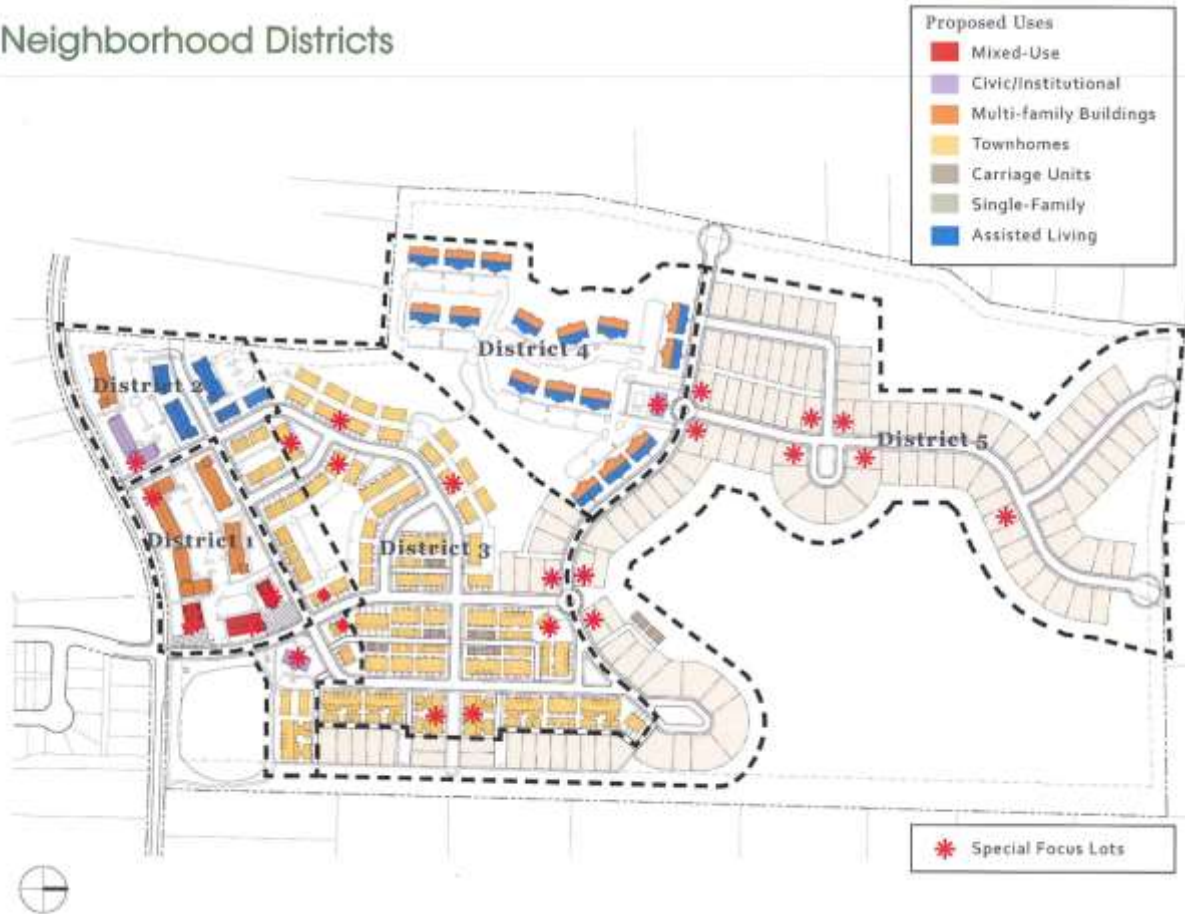 Neighborhood Districts
Proposed Uses
Mixed-Use
Civic/Institutional
Multi-family Buildings
Townhomes
Carriage Units
Single-Family
Assisted Living
District 4
District 2
District 5
District 1
District 3
Special Focus Lots